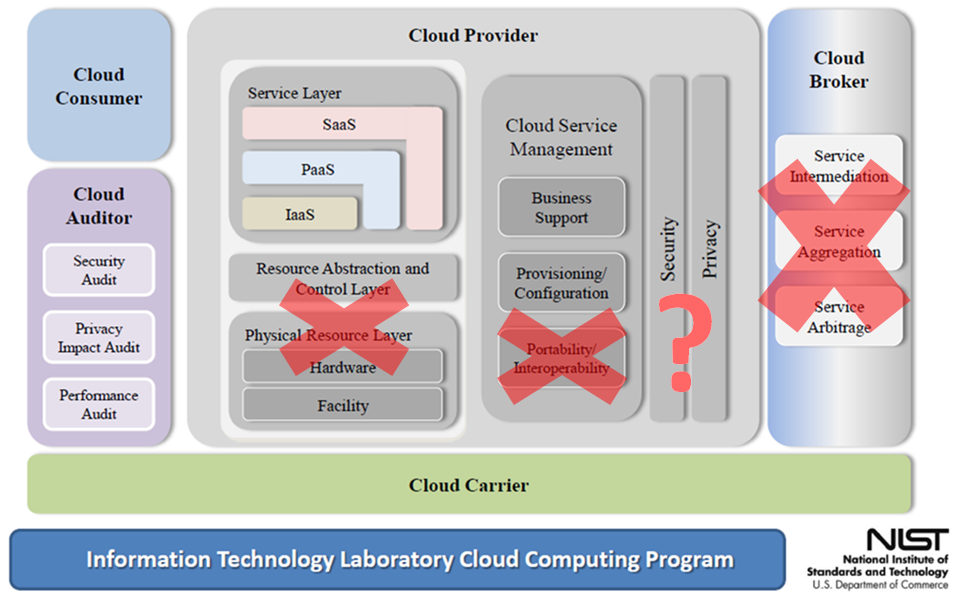 Cloud
Consumer
Cloud
Auditor
Security
Audit
Privacy
Impact Audit
Performance
Audit
Cloud Provider
Service Layer
SaaS
PaaS
IaaS
Resource Abstraction and
Control Layer
Physical Resource Layer
Hardware
Facility
Cloud Service
Management
Business
Support
Provisioning/
Configuration
Portability/
Interoperability
Security
Privacy
?
Cloud
Broker
Service
Intermediation
Service
Aggregation
Service
Arbitrage
Cloud Carrier
Information Technology Laboratory Cloud Computing Program
NIST
National Institute of
Standards and Technology
U.S. Department of Commerce